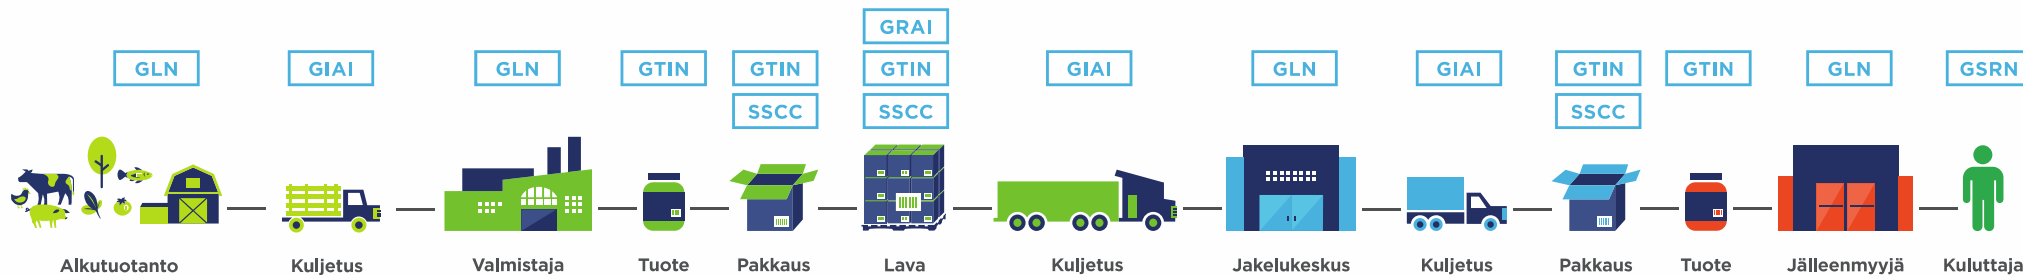 GRAI
GLN GIAI GLN GTIN GTIN GTIN GIAI GLN GIAI GTIN GTIN GLN GSRN
SSCC SSCC SSCC
Alkutuotanto Kuljetus Valmistaja Tuote Pakkaus Lava Kuljetus Jakelukeskus Kuljetus Pakkaus Tuote Jälleenmyyjä Kuluttaja